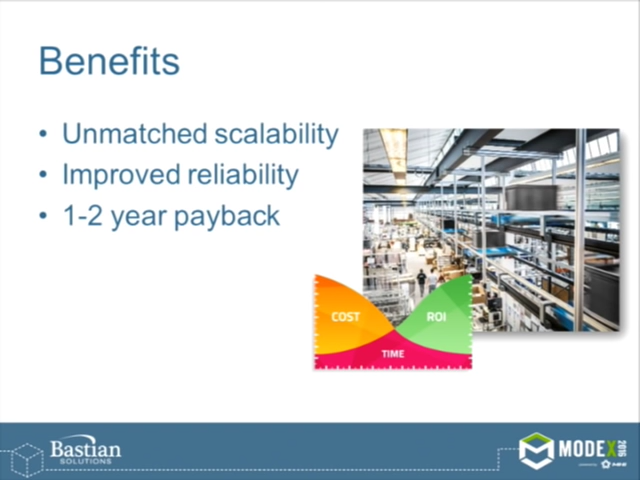 Benefits
• Unmatched scalability
• Improved reliability
• 1-2 year payback
COST
ROI
TIME
Bastian
SOLUTIONS
MODEX
2016